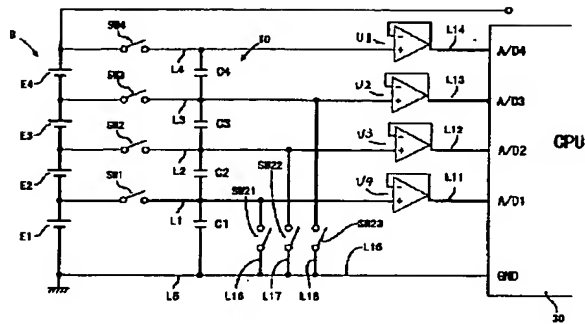 B
SW4
30
U1
L14
L4
C4
A/D4
E4
SW3
U2
L13
L3
C3
A/D3
E3
SW2
U3
L12
CPU
L2
C2
A/D2
E2
SW1
SW21
SW22
U4
L11
L1
C1
A/D1
E1
SW23
L16
L17
L18
L15
L5
GND
30